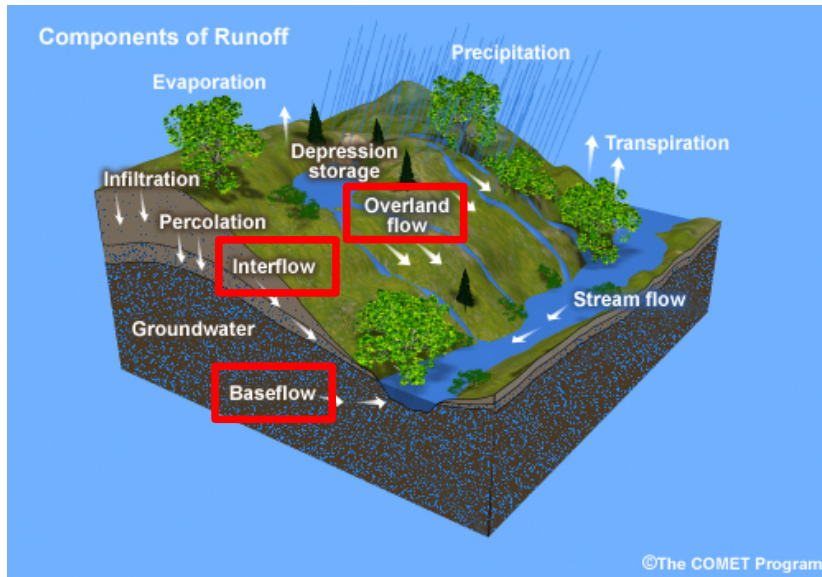 Components of Runoff
Precipitation
Evaporation
Transpiration
Depression
storage
Infiltration
Overland
flow
Percolation
Interflow
Stream flow
Groundwater
Baseflow
©The COMET Program